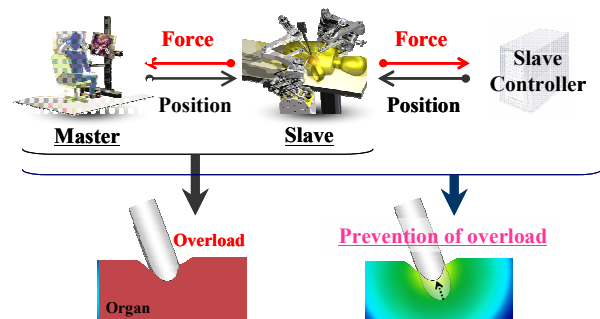 Force
Force
Position
Position
Slave
Controller
Master
Slave
Overload
Prevention of overload
Organ